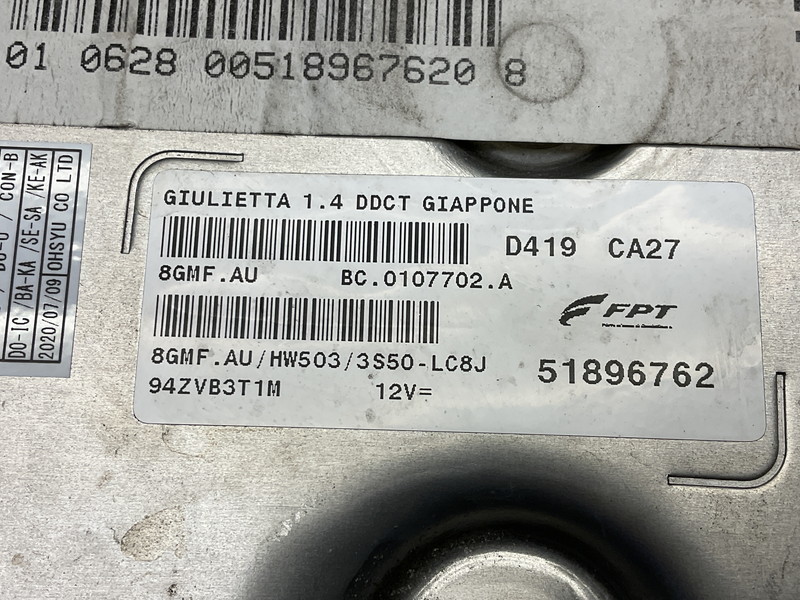 01 0628 00518967620 8
DO-IC / BA-KA / SE-SA / KE-AK
2020/07/09 OHSYU CO LTD
GIULIETTA 1.4 DDCT GIAPPONE
D419 CA27
8GMF.AU BC.0107702.A
FPT
8GMF.AU/HW503/3S50-LC8J
51896762
94ZVB3T1M 12V=